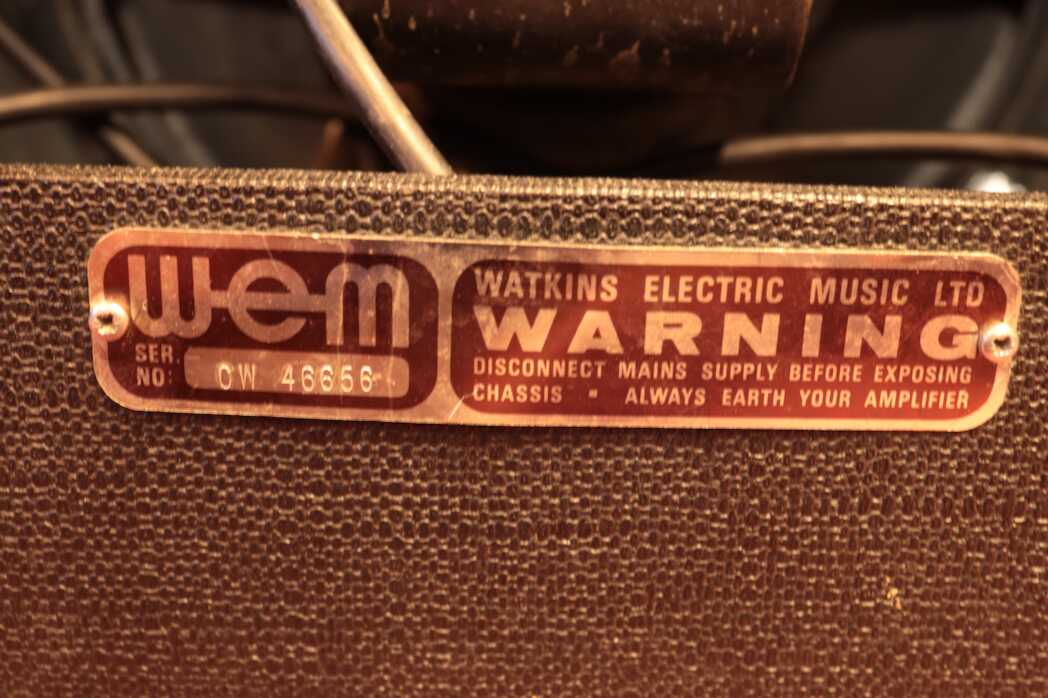 wem
SER.
NO: CW 46656
WATKINS ELECTRIC MUSIC LTD
WARNING
DISCONNECT MAINS SUPPLY BEFORE EXPOSING
CHASSIS ▪ ALWAYS EARTH YOUR AMPLIFIER